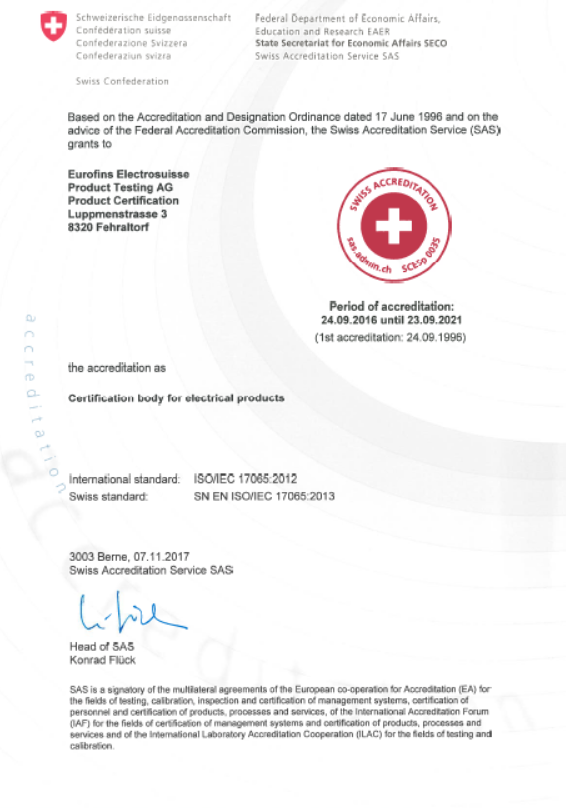 Schweizerische Eidgenossenschaft
Confédération suisse
Confederazione Svizzera
Confederaziun svizra
Swiss Confederation
Federal Department of Economic Affairs,
Education and Research EAER
State Secretariat for Economic Affairs SECO
Swiss Accreditation Service SAS
Based on the Accreditation and Designation Ordinance dated 17 June 1996 and on the
advice of the Federal Accreditation Commission, the Swiss Accreditation Service (SAS)
grants to
Eurofins Electrosuisse
Product Testing AG
Product Certification
Luppmenstrasse 3
8320 Fehraltorf
SWISS ACCREDITATION
sas.admin.ch SCESp 0035
Period of accreditation:
24.09.2016 until 23.09.2021
(1st accreditation: 24.09.1996)
accreditation
the accreditation as
Certification body for electrical products
International standard: ISO/IEC 17065:2012
Swiss standard: SN EN ISO/IEC 17065:2013
3003 Berne, 07.11.2017
Swiss Accreditation Service SAS
Head of SAS
Konrad Flück
SAS is a signatory of the multilateral agreements of the European co-operation for Accreditation (EA) for
the fields of testing, calibration, inspection and certification of management systems, certification of
personnel and certification of products, processes and services, of the International Accreditation Forum
(IAF) for the fields of certification of management systems and certification of products, processes and
services and of the International Laboratory Accreditation Cooperation (ILAC) for the fields of testing and
calibration.